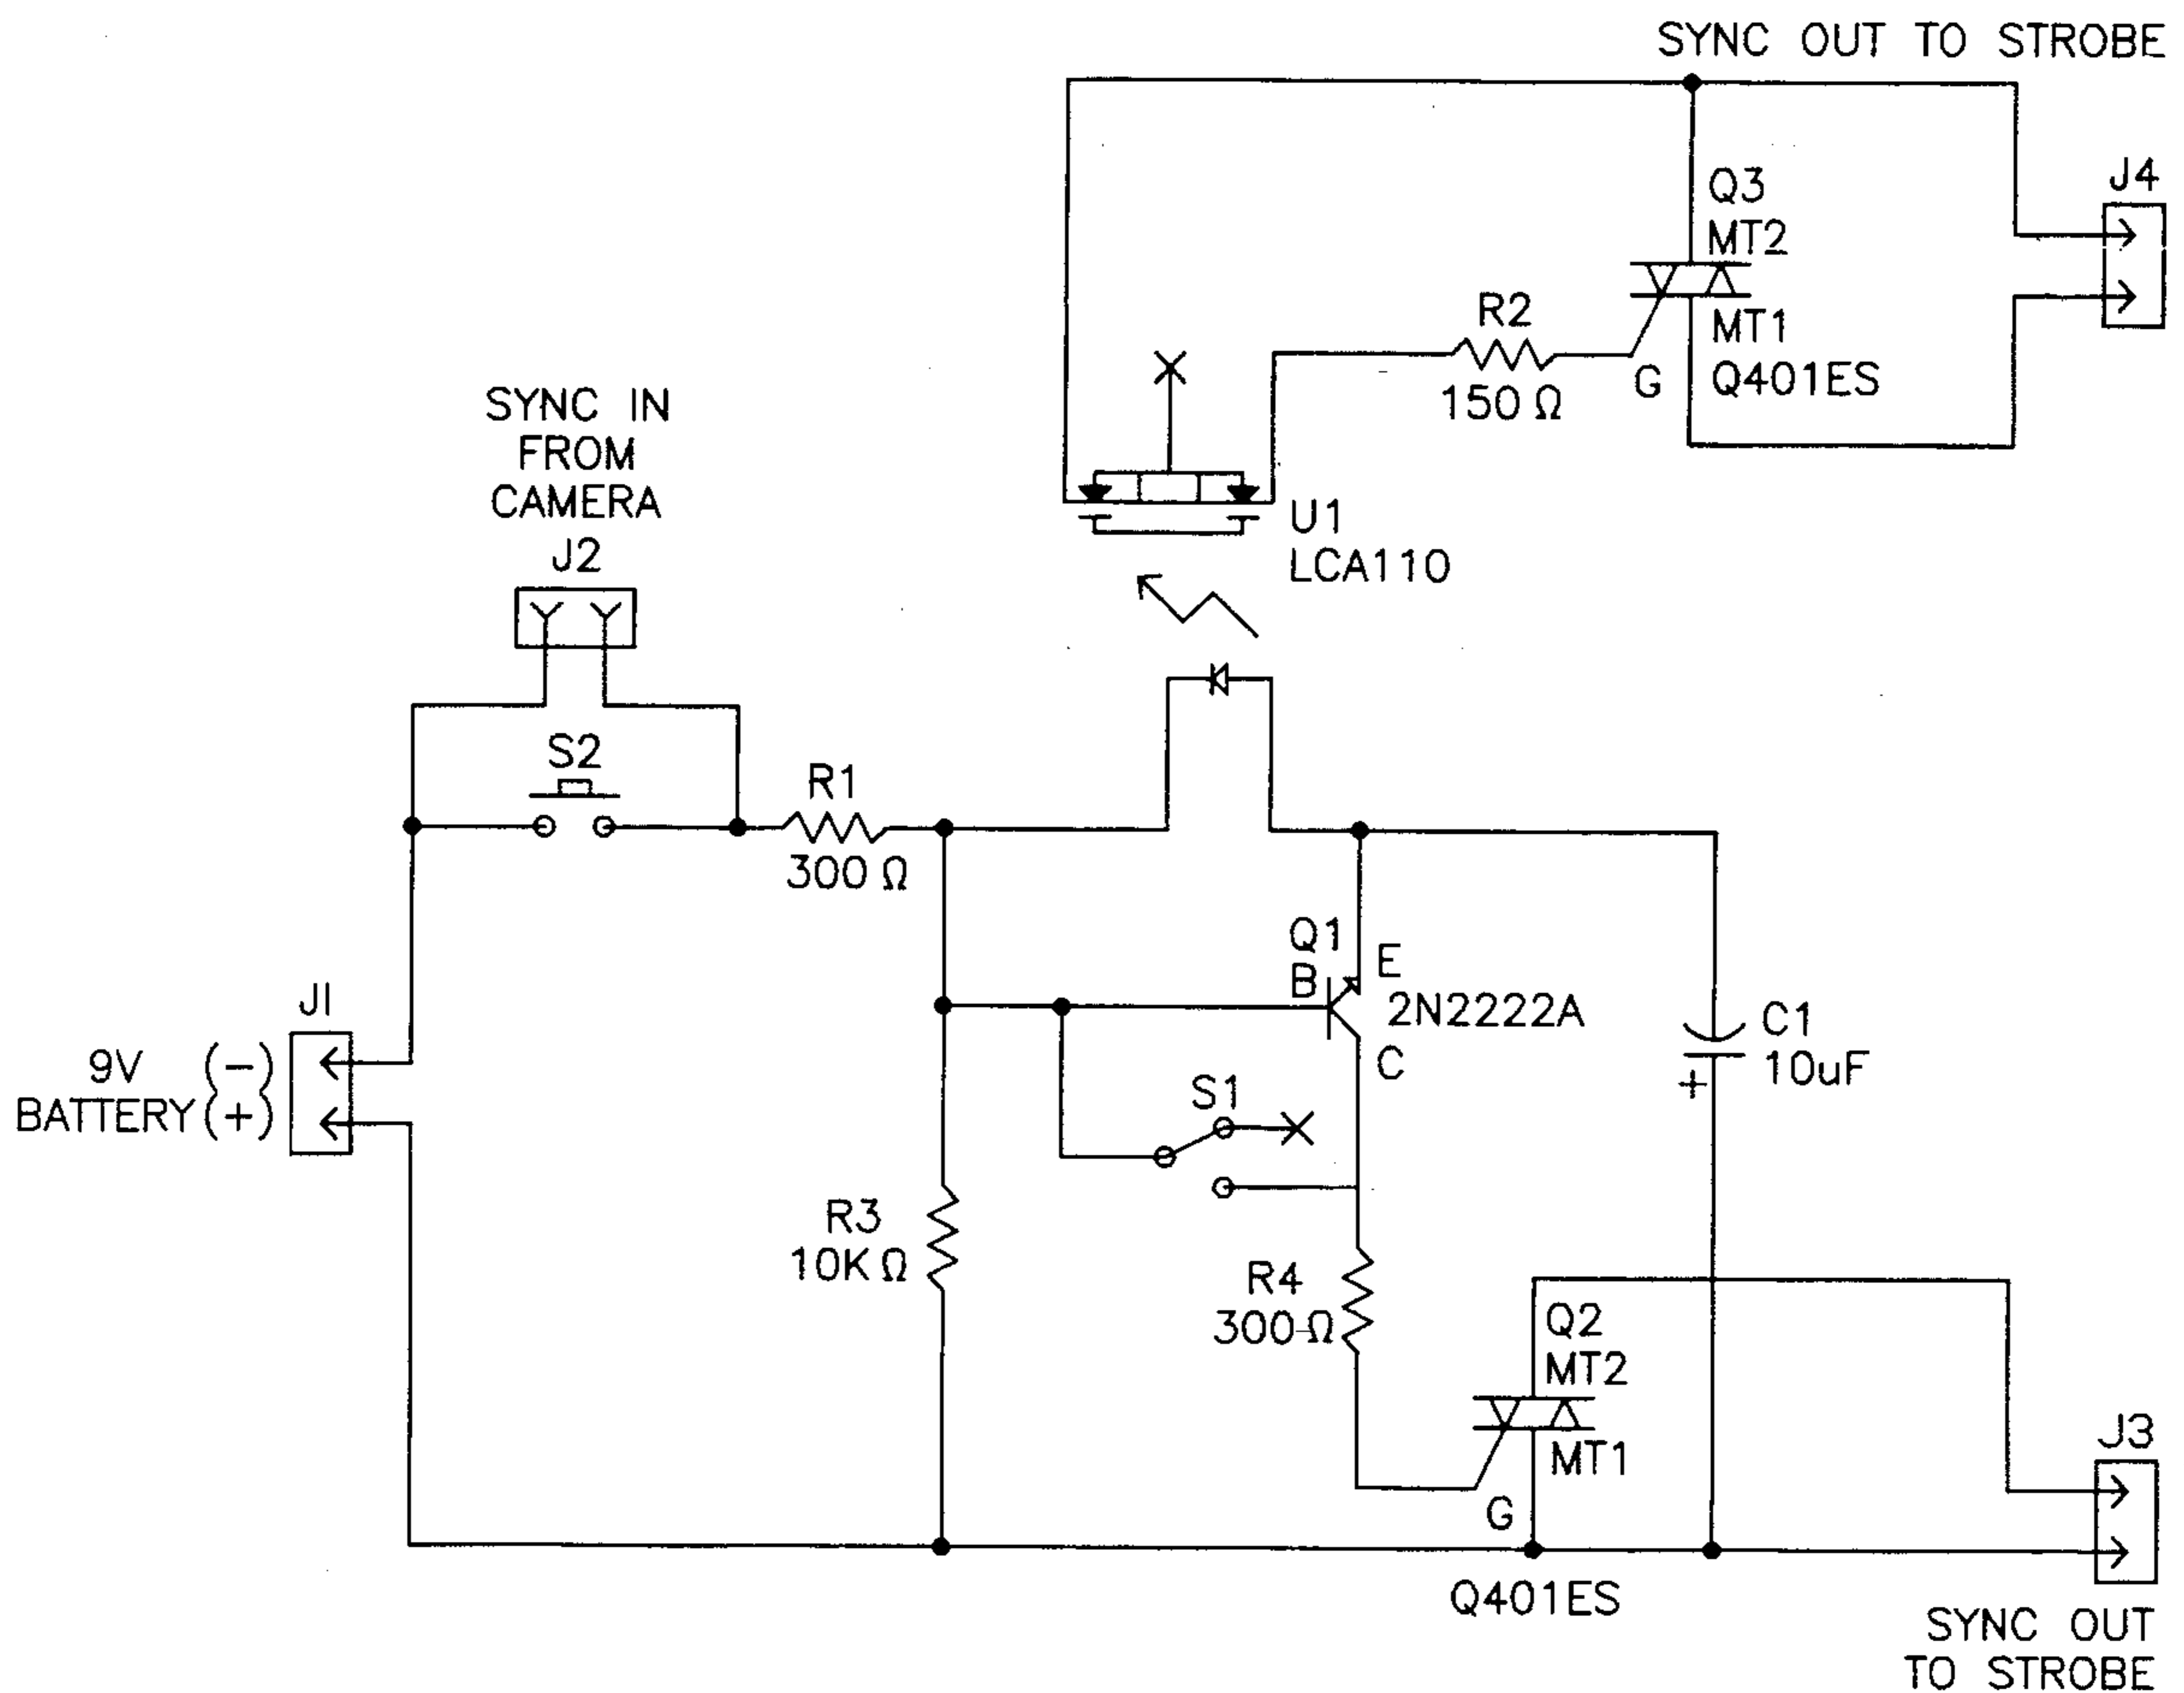 SYNC OUT TO STROBE
J4
Q3
MT2
MT1
Q401ES
R2
150 Ω
G
SYNC IN
FROM
CAMERA
J2
U1
LCA110
S2
R1
300 Ω
Q1
B
E
2N2222A
C
J1
9V (-)
BATTERY (+)
C1
10uF
+
S1
R3
10K Ω
R4
300 Ω
Q2
MT2
MT1
G
Q401ES
J3
SYNC OUT
TO STROBE